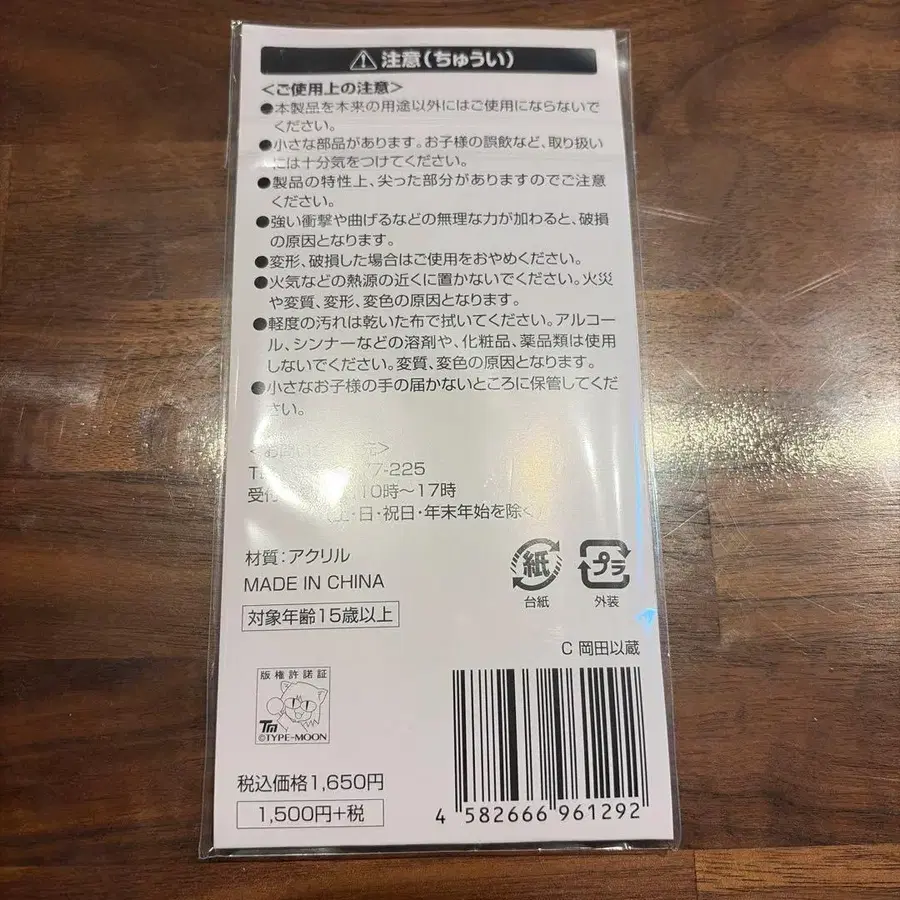 注意(ちゅうい)
<ご使用上の注意>
●本製品を本来の用途以外にはご使用にならないで
ください。
●小さな部品があります。お子様の誤飲など、取り扱い
には十分気をつけてください。
●製品の特性上、尖った部分がありますのでご注意
ください。
●強い衝撃や曲げるなどの無理な力が加わると、破損
の原因となります。
●変形、破損した場合はご使用をおやめください。
●火気などの熱源の近くに置かないでください。火災
や変質、変形、変色の原因となります。
●軽度の汚れは乾いた布で拭いてください。アルコー
ル、シンナーなどの溶剤や、化粧品、薬品類は使用
しないでください。変質、変色の原因となります。
●小さなお子様の手の届かないところに保管してくだ
さい。
7-225
10時~17時
(土・日・祝日・年末年始を除く)
材質:アクリル
MADE IN CHINA
対象年齢15歳以上
紙
台紙
プラ
外装
C 岡田以蔵
版権許諾証
TM
©TYPE-MOON
税込価格1,650円
1,500円+税
4 582666 961292